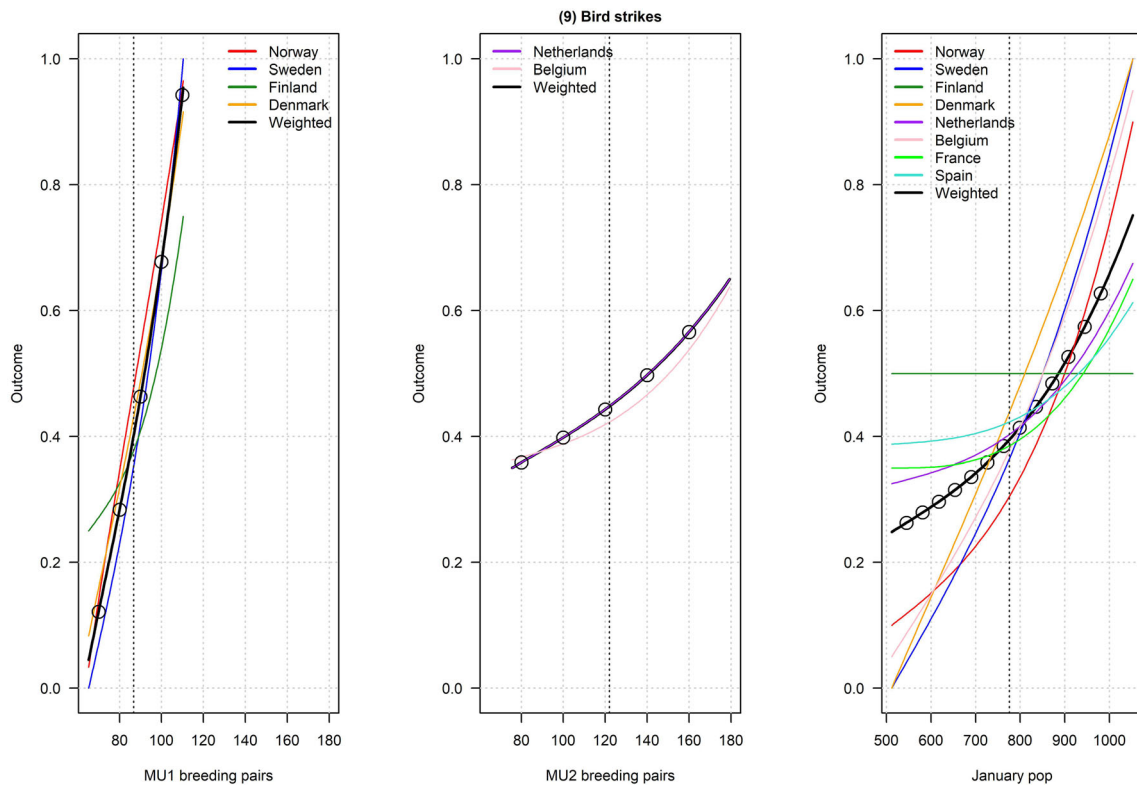 (9) Bird strikes
Outcome
1.0
0.8
0.6
0.4
0.2
0.0
Norway
Sweden
Finland
Denmark
Weighted
80 100 120 140 160 180
MU1 breeding pairs
Outcome
1.0
0.8
0.6
0.4
0.2
0.0
Netherlands
Belgium
Weighted
80 100 120 140 160 180
MU2 breeding pairs
Outcome
1.0
0.8
0.6
0.4
0.2
0.0
Norway
Sweden
Finland
Denmark
Netherlands
Belgium
France
Spain
Weighted
500 600 700 800 900 1000
January pop